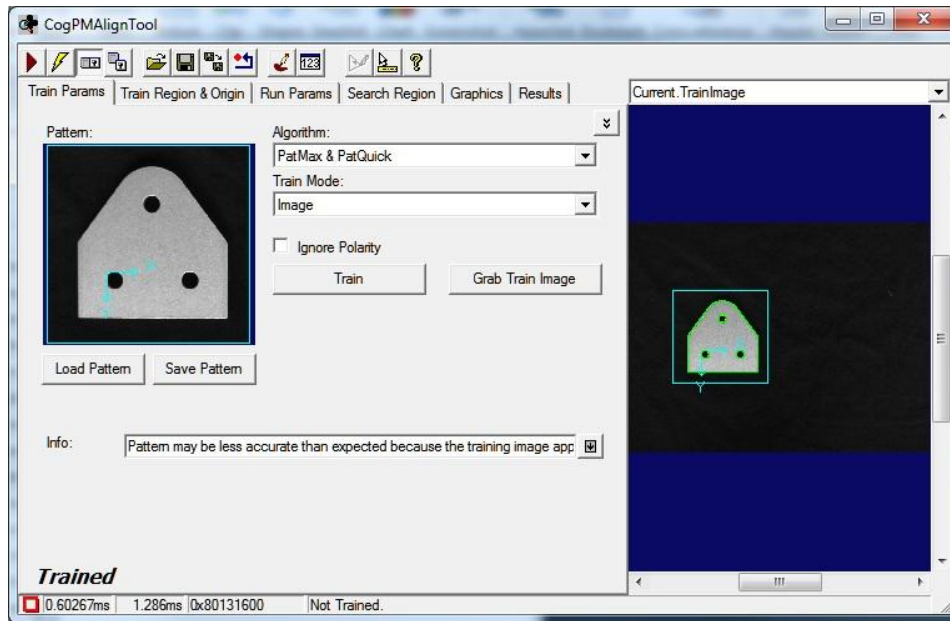 CogPMAlignTool
123
Train Params Train Region & Origin Run Params Search Region Graphics Results
Current.TrainImage
Pattern:
Algorithm:
PatMax & PatQuick
Train Mode:
Image
Ignore Polarity
Train Grab Train Image
Load Pattern Save Pattern
Y
Info: Pattern may be less accurate than expected because the training image app
Trained
0.60267ms 1.286ms 0x80131600 Not Trained.